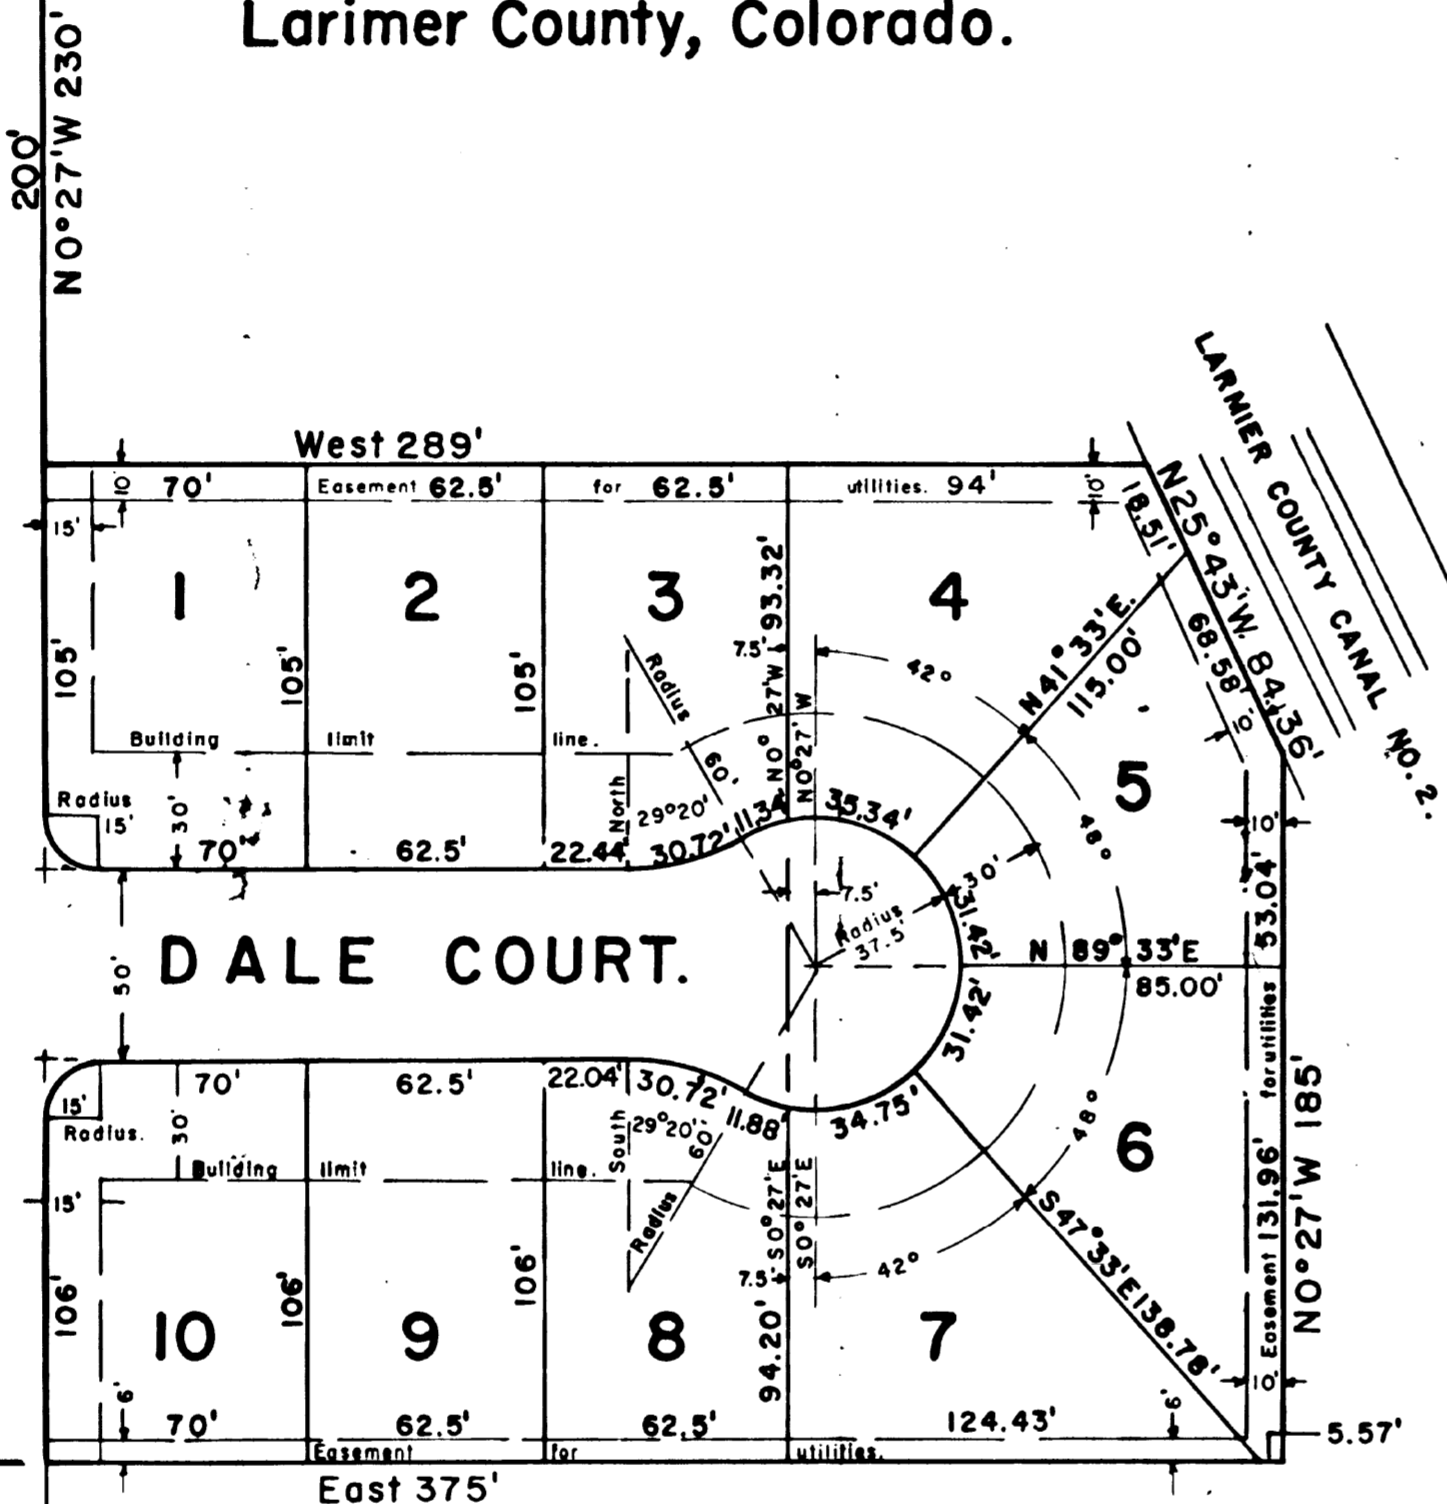 Larimer County, Colorado.
200'
N0°27'W 230'
West 289'
10'
70'
Easement 62.5'
for 62.5'
utilities. 94'
10'
15'
18.51'
N25°43'W. 84.36'
LARMIER COUNTY CANAL NO. 2.
1
2
3
4
93.32'
N0° 27'W
7.5'
N0°27' W
42°
N41°33'E.
115.00'
68.58'
10'
105'
105'
105'
Radius
60'
Building limit line.
5
48°
Radius
15'
30'
North
29°20'
11.34'
35.34'
10'
70'
62.5'
22.44'
30.72'
30'
53.04'
7.5'
Radius
37.5'
31.42'
DALE COURT.
50'
N 89° 33'E
85.00'
31.42'
for utilities
70'
62.5'
22.04'
30.72'
11.88'
34.75'
15'
Radius.
30'
South
29°20'
60'
48°
6
Building limit line.
15'
Radius
S0°27'E
S0°27'E
S47°33'E 138.78'
131.96'
Easement
N0°27'W 185'
106'
106'
106'
7.5'
42°
10
9
8
94.20'
7
10'
6'
70'
62.5'
62.5'
124.43'
6'
5.57'
Easement for utilities.
East 375'